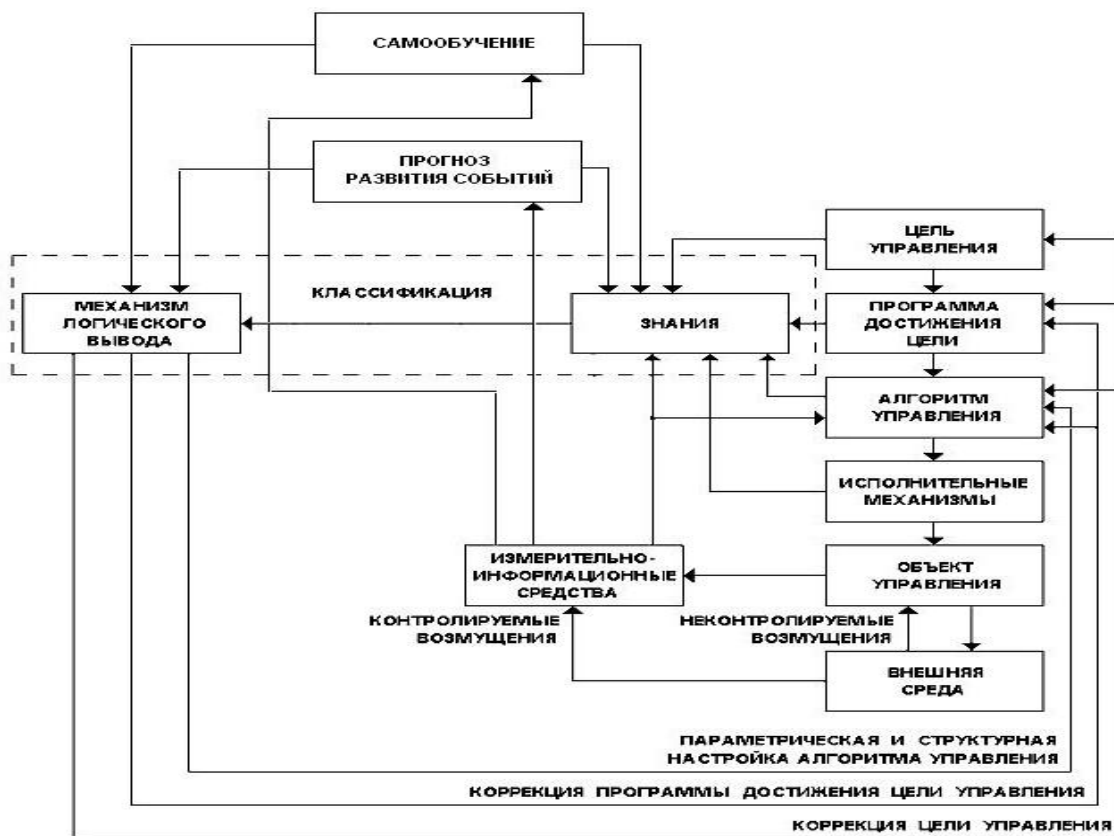 САМООБУЧЕНИЕ
ПРОГНОЗ
РАЗВИТИЯ СОБЫТИЙ
ЦЕЛЬ
УПРАВЛЕНИЯ
КЛАССИФИКАЦИЯ
МЕХАНИЗМ
ЛОГИЧЕСКОГО
ВЫВОДА
ЗНАНИЯ
ПРОГРАММА
ДОСТИЖЕНИЯ
ЦЕЛИ
АЛГОРИТМ
УПРАВЛЕНИЯ
ИСПОЛНИТЕЛЬНЫЕ
МЕХАНИЗМЫ
ИЗМЕРИТЕЛЬНО-
ИНФОРМАЦИОННЫЕ
СРЕДСТВА
ОБЪЕКТ
УПРАВЛЕНИЯ
КОНТРОЛИРУЕМЫЕ
ВОЗМУЩЕНИЯ
НЕКОНТРОЛИРУЕМЫЕ
ВОЗМУЩЕНИЯ
ВНЕШНЯЯ
СРЕДА
ПАРАМЕТРИЧЕСКАЯ И СТРУКТУРНАЯ
НАСТРОЙКА АЛГОРИТМА УПРАВЛЕНИЯ
КОРРЕКЦИЯ ПРОГРАММЫ ДОСТИЖЕНИЯ ЦЕЛИ УПРАВЛЕНИЯ
КОРРЕКЦИЯ ЦЕЛИ УПРАВЛЕНИЯ